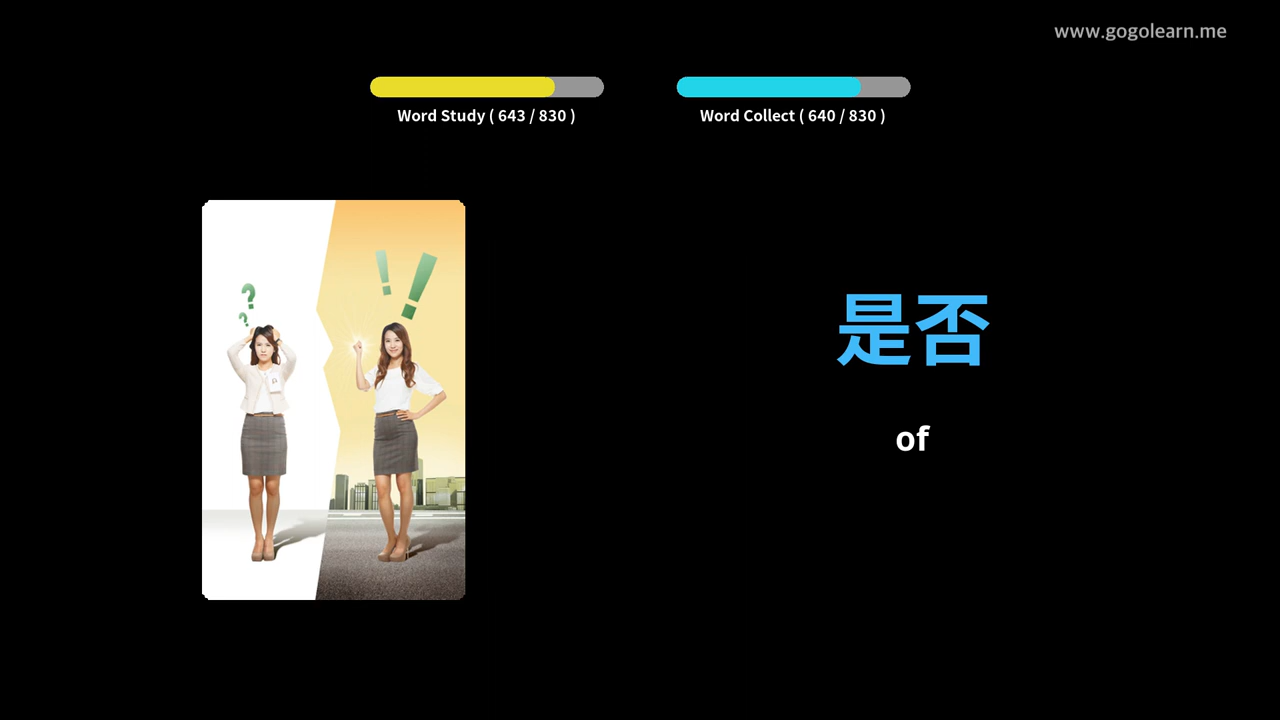 www.gogolearn.me
Word Study ( 643 / 830 )
Word Collect ( 640 / 830 )
? ?
! !
是否
of